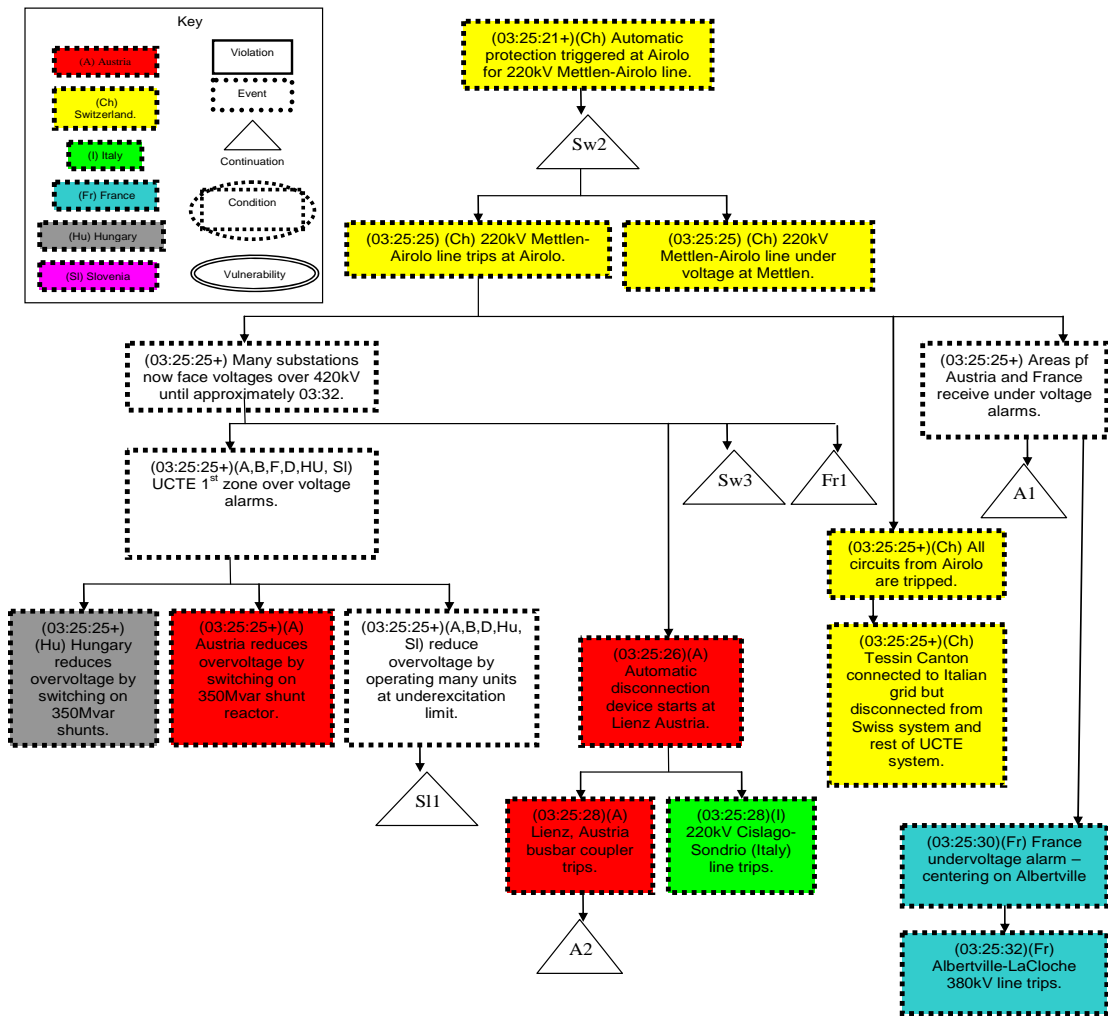 Key
(A) Austria
(Ch)
Switzerland.
(I) Italy
(Fr) France
(Hu) Hungary
(Sl) Slovenia
Violation
Event
Continuation
Condition
Vulnerability
(03:25:21+)(Ch) Automatic
protection triggered at Airolo
for 220kV Mettlen-Airolo line.
Sw2
(03:25:25) (Ch) 220kV Mettlen-
Airolo line trips at Airolo.
(03:25:25) (Ch) 220kV
Mettlen-Airolo line under
voltage at Mettlen.
(03:25:25+) Many substations
now face voltages over 420kV
until approximately 03:32.
(03:25:25+) Areas pf
Austria and France
receive under voltage
alarms.
(03:25:25+)(A,B,F,D,HU, Sl)
UCTE 1st zone over voltage
alarms.
Sw3
Fr1
A1
(03:25:25+)(Ch) All
circuits from Airolo
are tripped.
(03:25:25+)
(Hu) Hungary
reduces
overvoltage by
switching on
350Mvar
shunts.
(03:25:25+)(A)
Austria reduces
overvoltage by
switching on
350Mvar shunt
reactor.
(03:25:25+)(A,B,D,Hu,
Sl) reduce
overvoltage by
operating many units
at underexcitation
limit.
(03:25:26)(A)
Automatic
disconnection
device starts at
Lienz Austria.
(03:25:25+)(Ch)
Tessin Canton
connected to Italian
grid but
disconnected from
Swiss system and
rest of UCTE
system.
Sl1
(03:25:28)(A)
Lienz, Austria
busbar coupler
trips.
(03:25:28)(I)
220kV Cislago-
Sondrio (Italy)
line trips.
(03:25:30)(Fr) France
undervoltage alarm –
centering on Albertville
A2
(03:25:32)(Fr)
Albertville-LaCloche
380kV line trips.